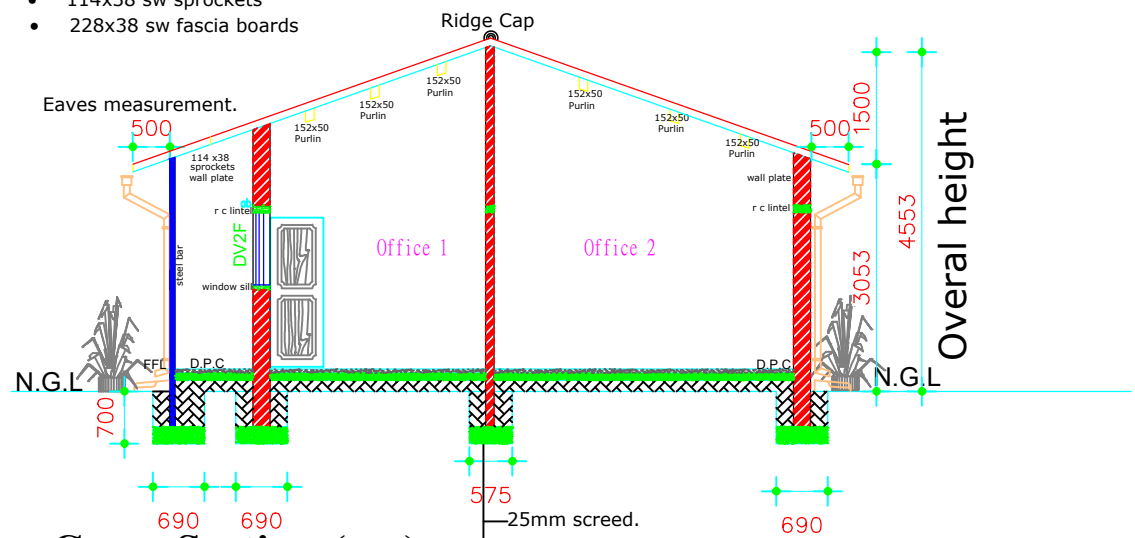 114x38 sw sprockets
228x38 sw fascia boards
Ridge Cap
Eaves measurement.
500
152x50
Purlin
152x50
Purlin
152x50
Purlin
152x50
Purlin
152x50
Purlin
152x50
Purlin
500
1500
114 x38
sprockets
wall plate
wall plate
r c lintel
r c lintel
DV2F
Office 1
Office 2
4553
Overal height
3053
steel bar
window sill
FFL
D.P.C
D.P.C
N.G.L
N.G.L
700
690
690
575
690
25mm screed.